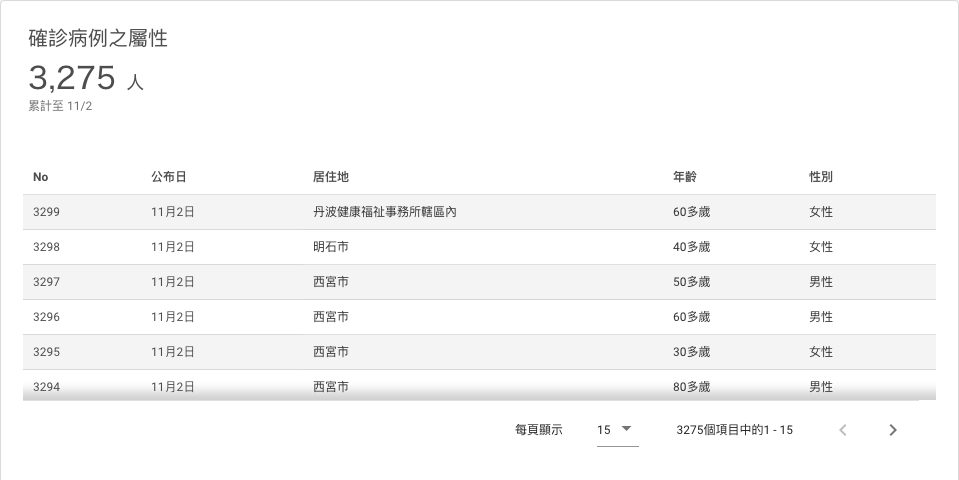 確診病例之屬性
3,275 人
累計至 11/2
No 公布日 居住地 年齡 性別
3299 11月2日 丹波健康福祉事務所轄區內 60多歲 女性
3298 11月2日 明石市 40多歲 女性
3297 11月2日 西宮市 50多歲 男性
3296 11月2日 西宮市 60多歲 男性
3295 11月2日 西宮市 30多歲 女性
3294 11月2日 西宮市 80多歲 男性
每頁顯示 15 3275個項目中的1 - 15